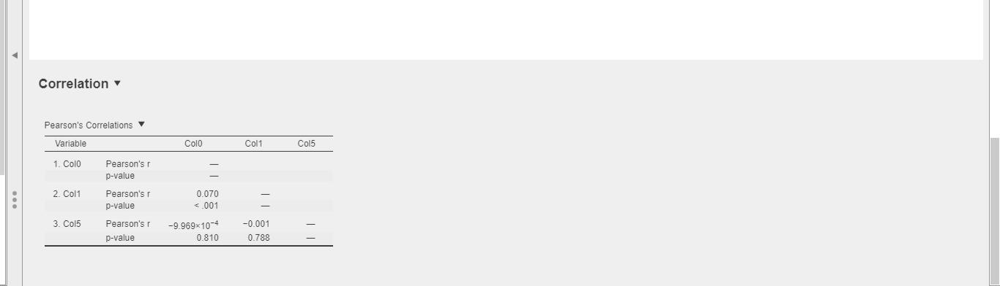 Correlation ▼
Pearson's Correlations ▼
Variable Col0 Col1 Col5
1. Col0 Pearson's r —
p-value —
2. Col1 Pearson's r 0.070 —
p-value < .001 —
3. Col5 Pearson's r −9.969×10⁻⁴ −0.001 —
p-value 0.810 0.788 —